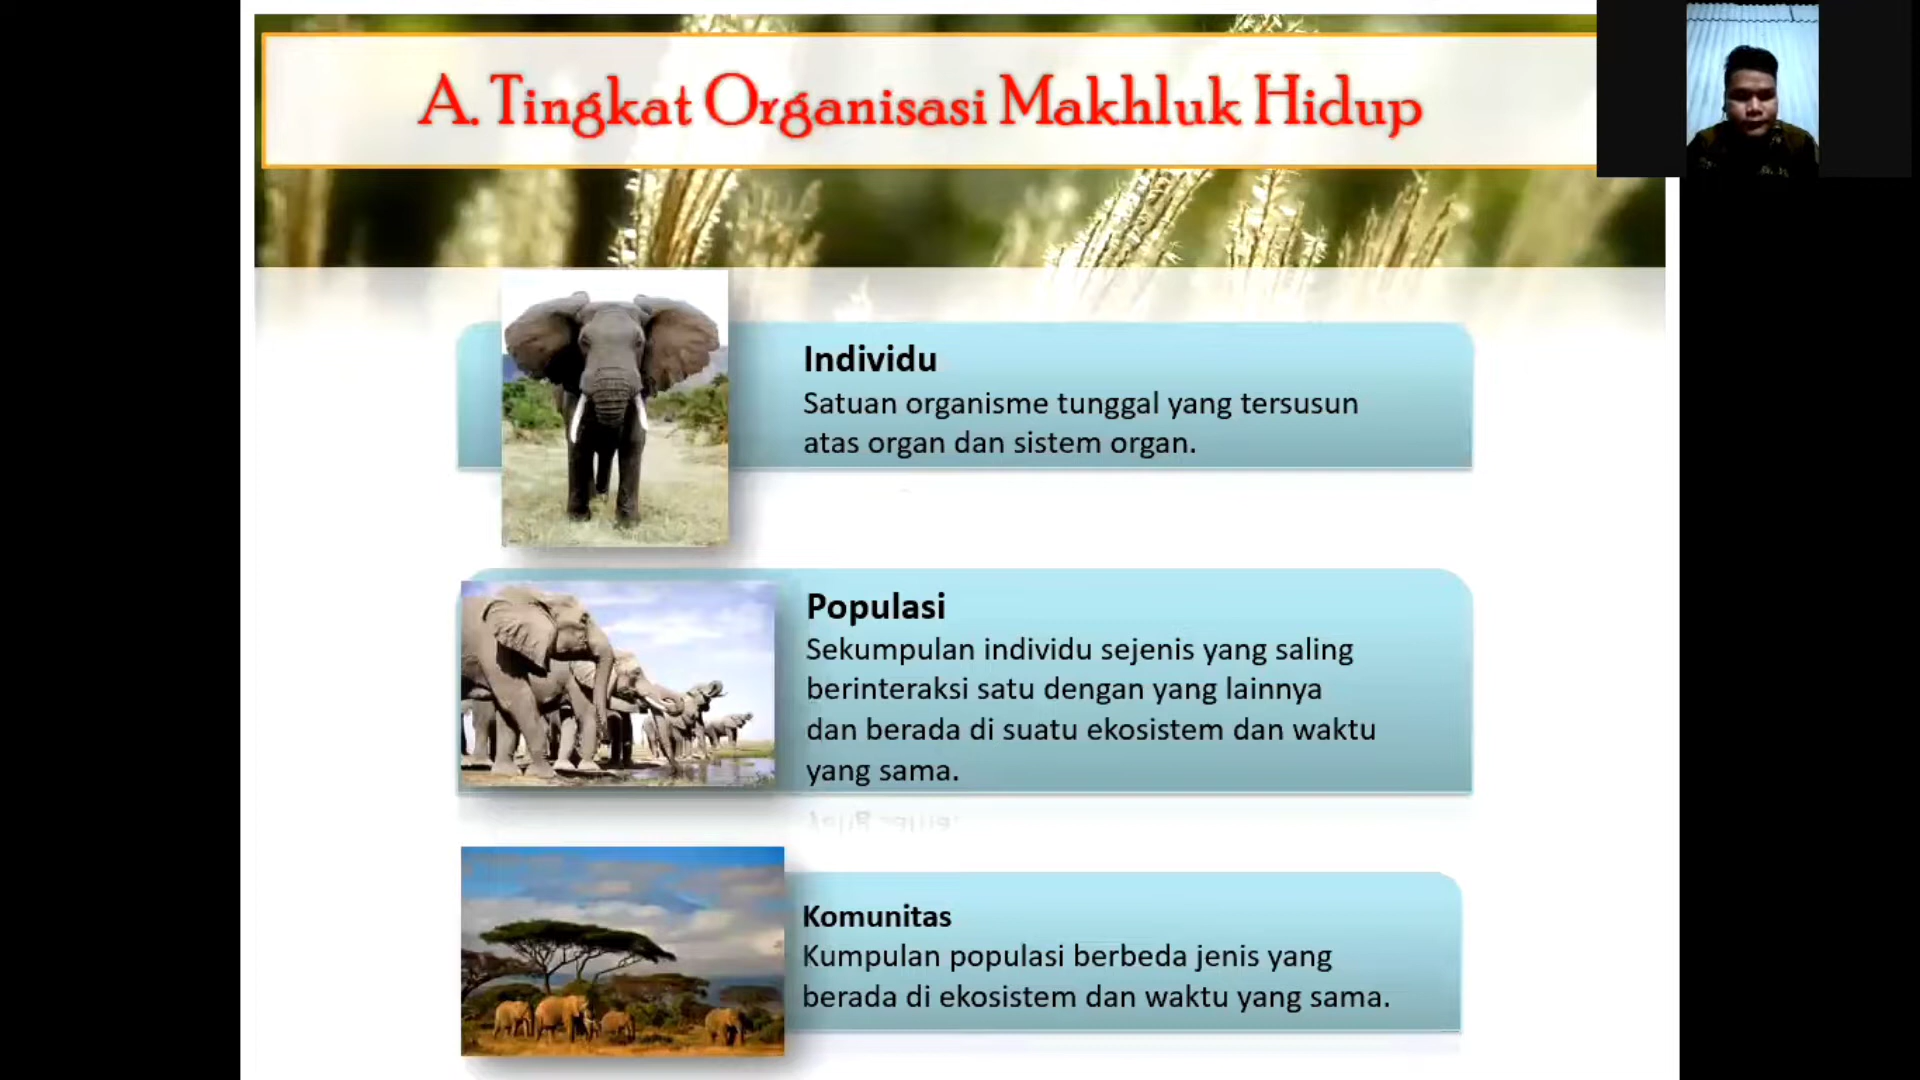 A. Tingkat Organisasi Makhluk Hidup
Individu
Satuan organisme tunggal yang tersusun
atas organ dan sistem organ.
Populasi
Sekumpulan individu sejenis yang saling
berinteraksi satu dengan yang lainnya
dan berada di suatu ekosistem dan waktu
yang sama.
Komunitas
Kumpulan populasi berbeda jenis yang
berada di ekosistem dan waktu yang sama.